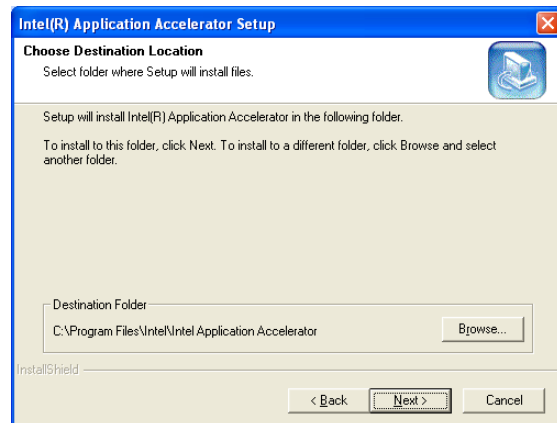 Intel(R) Application Accelerator Setup
Choose Destination Location
Select folder where Setup will install files.
Setup will install Intel(R) Application Accelerator in the following folder.
To install to this folder, click Next. To install to a different folder, click Browse and select
another folder.
Destination Folder
C:\Program Files\Intel\Intel Application Accelerator
Browse...
InstallShield
< Back
Next >
Cancel